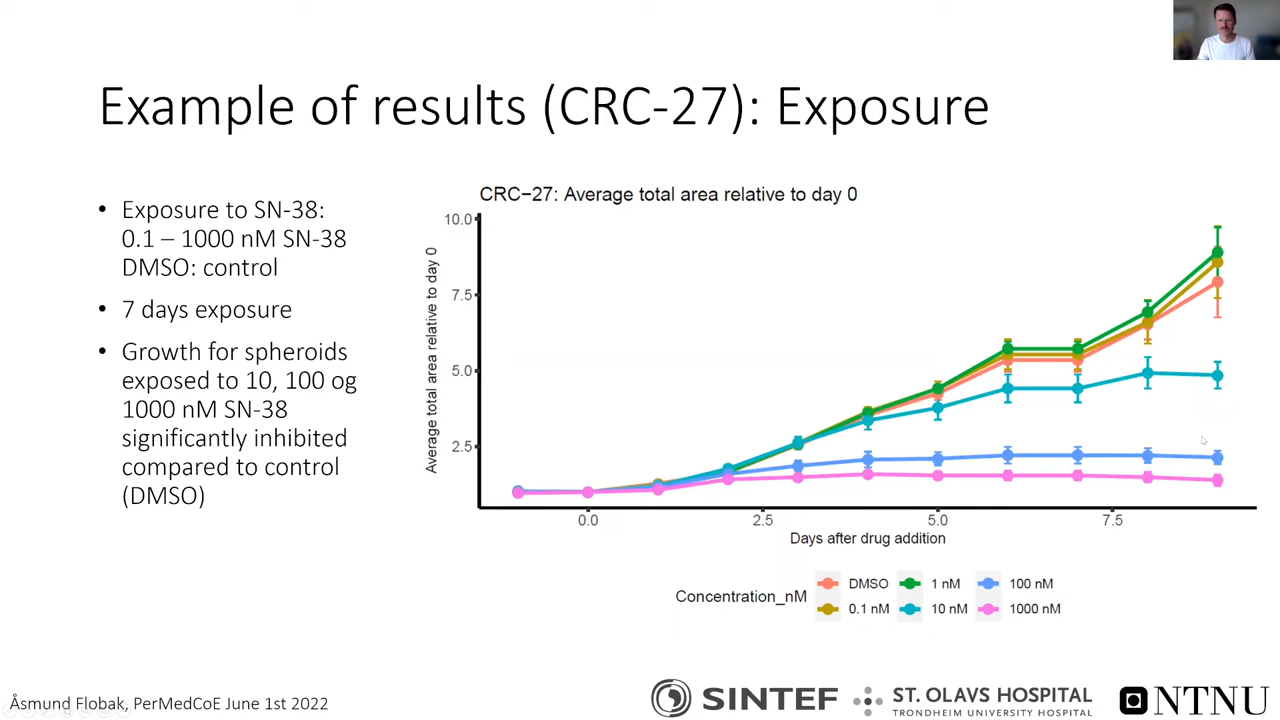 Example of results (CRC-27): Exposure
• Exposure to SN-38:
0.1 – 1000 nM SN-38
DMSO: control
• 7 days exposure
• Growth for spheroids
exposed to 10, 100 og
1000 nM SN-38
significantly inhibited
compared to control
(DMSO)
CRC−27: Average total area relative to day 0
Average total area relative to day 0
10.0
7.5
5.0
2.5
0.0 2.5 5.0 7.5
Days after drug addition
Concentration_nM
DMSO 1 nM 100 nM
0.1 nM 10 nM 1000 nM
Åsmund Flobak, PerMedCoE June 1st 2022
SINTEF
ST. OLAVS HOSPITAL
TRONDHEIM UNIVERSITY HOSPITAL
NTNU